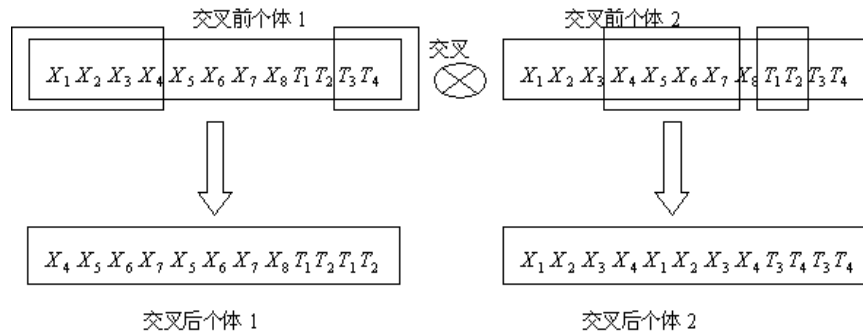 交叉前个体 1
交叉前个体 2
交叉
X₁ X₂ X₃ X₄ X₅ X₆ X₇ X₈ T₁ T₂ T₃ T₄
X₁ X₂ X₃ X₄ X₅ X₆ X₇ X₈ T₁ T₂ T₃ T₄
X₄ X₅ X₆ X₇ X₅ X₆ X₇ X₈ T₁ T₂ T₁ T₂
X₁ X₂ X₃ X₄ X₁ X₂ X₃ X₄ T₃ T₄ T₃ T₄
交叉后个体 1
交叉后个体 2